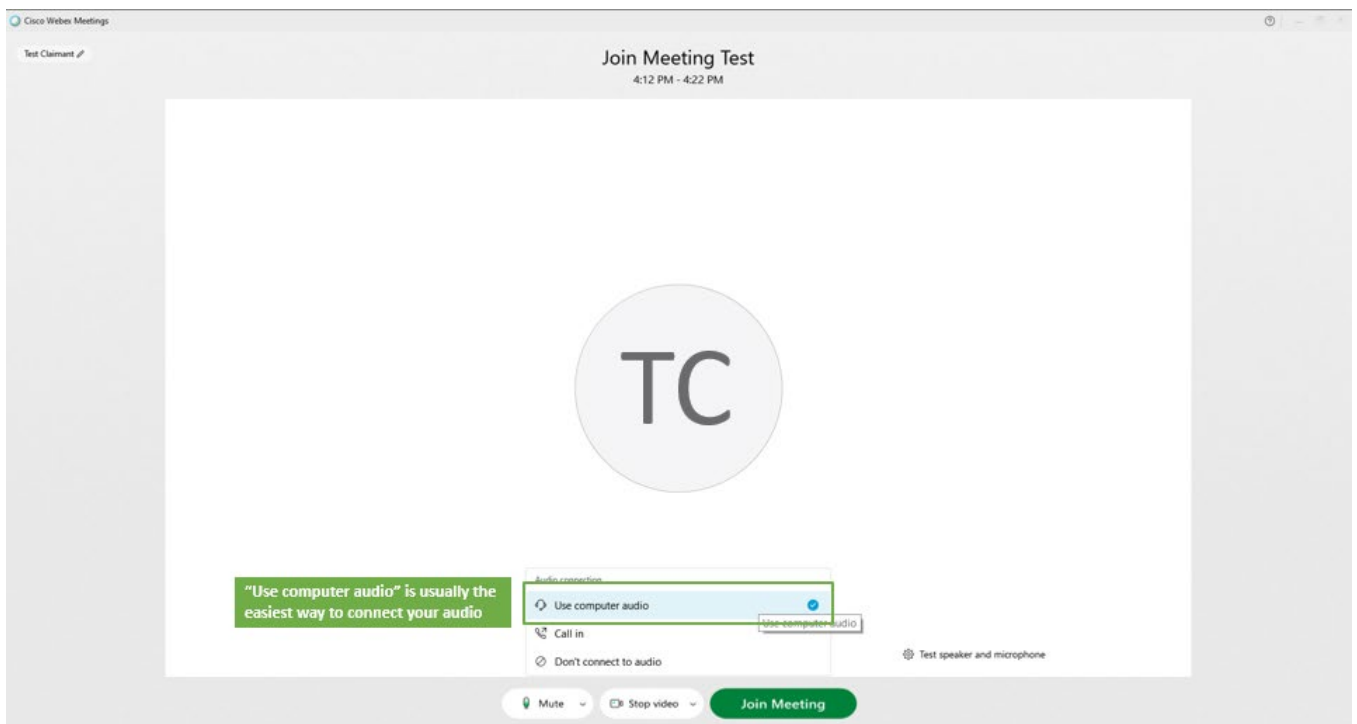 Cisco Webex Meetings
Test Claimant
Join Meeting Test
4:12 PM - 4:22 PM
TC
"Use computer audio" is usually the
easiest way to connect your audio
Audio connection
Use computer audio
Use computer audio
Call in
Test speaker and microphone
Don't connect to audio
Mute
Stop video
Join Meeting